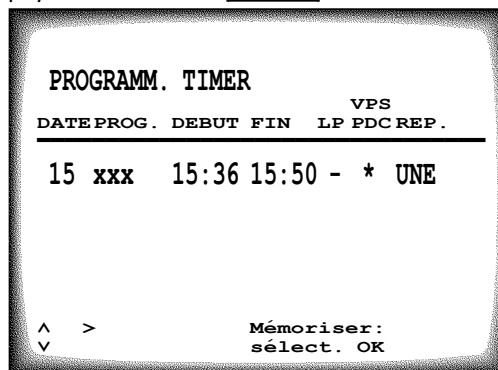 PROGRAMM. TIMER
VPS
DATE PROG. DEBUT FIN LP PDC REP.
15 xxx 15:36 15:50 - * UNE
^ > Mémoriser:
v sélect. OK